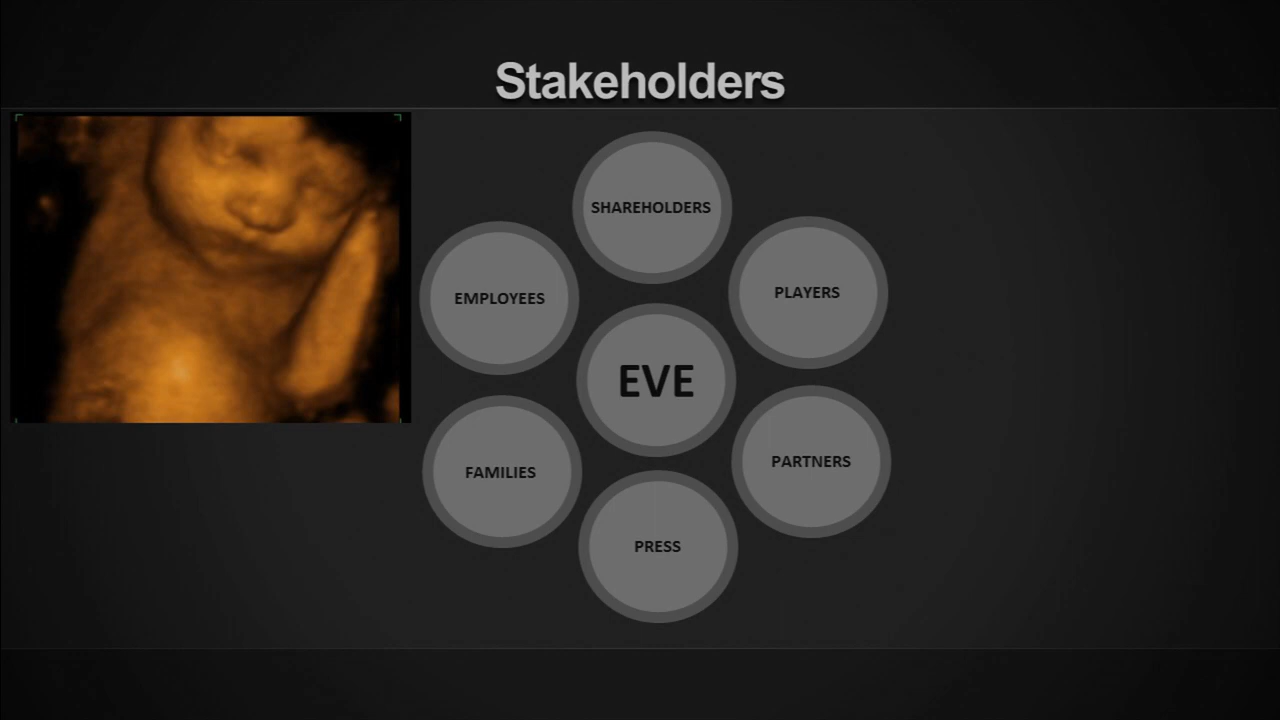 Stakeholders
SHAREHOLDERS
EMPLOYEES
PLAYERS
EVE
FAMILIES
PARTNERS
PRESS